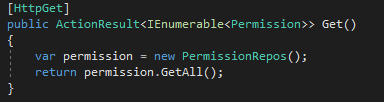 [HttpGet]
public ActionResult<IEnumerable<Permission>> Get()
{
var permission = new PermissionRepos();
return permission.GetAll();
}